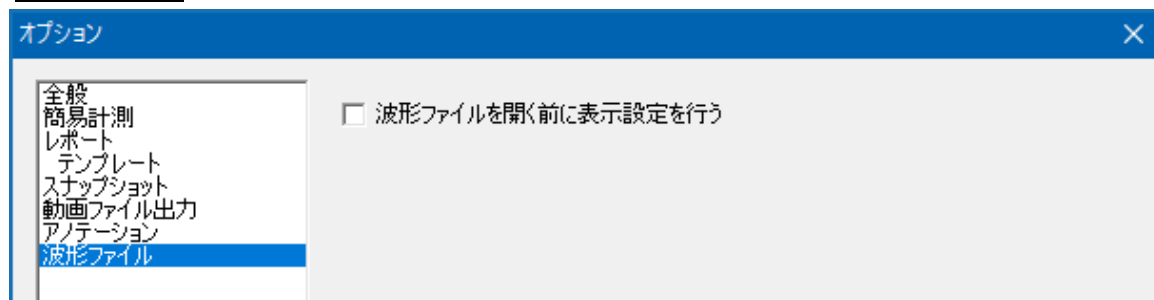 オプション
全般
簡易計測
レポート
テンプレート
スナップショット
動画ファイル出力
アノテーション
波形ファイル
波形ファイルを開く前に表示設定を行う